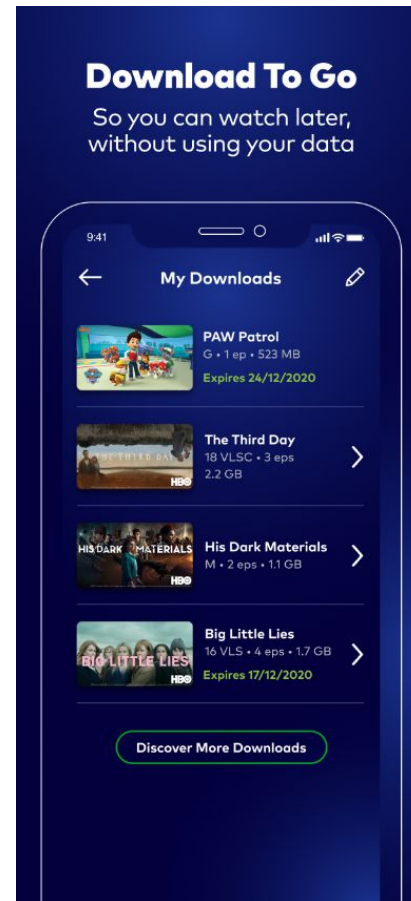 Download To Go
So you can watch later,
without using your data
9:41
My Downloads
PAW Patrol
G • 1 ep • 523 MB
Expires 24/12/2020
THE THIRD DAY
HBO
The Third Day
18 VLSC • 3 eps
2.2 GB
HIS DARK MATERIALS
HBO
His Dark Materials
M • 2 eps • 1.1 GB
BIG LITTLE LIES
HBO
Big Little Lies
16 VLS • 4 eps • 1.7 GB
Expires 17/12/2020
Discover More Downloads